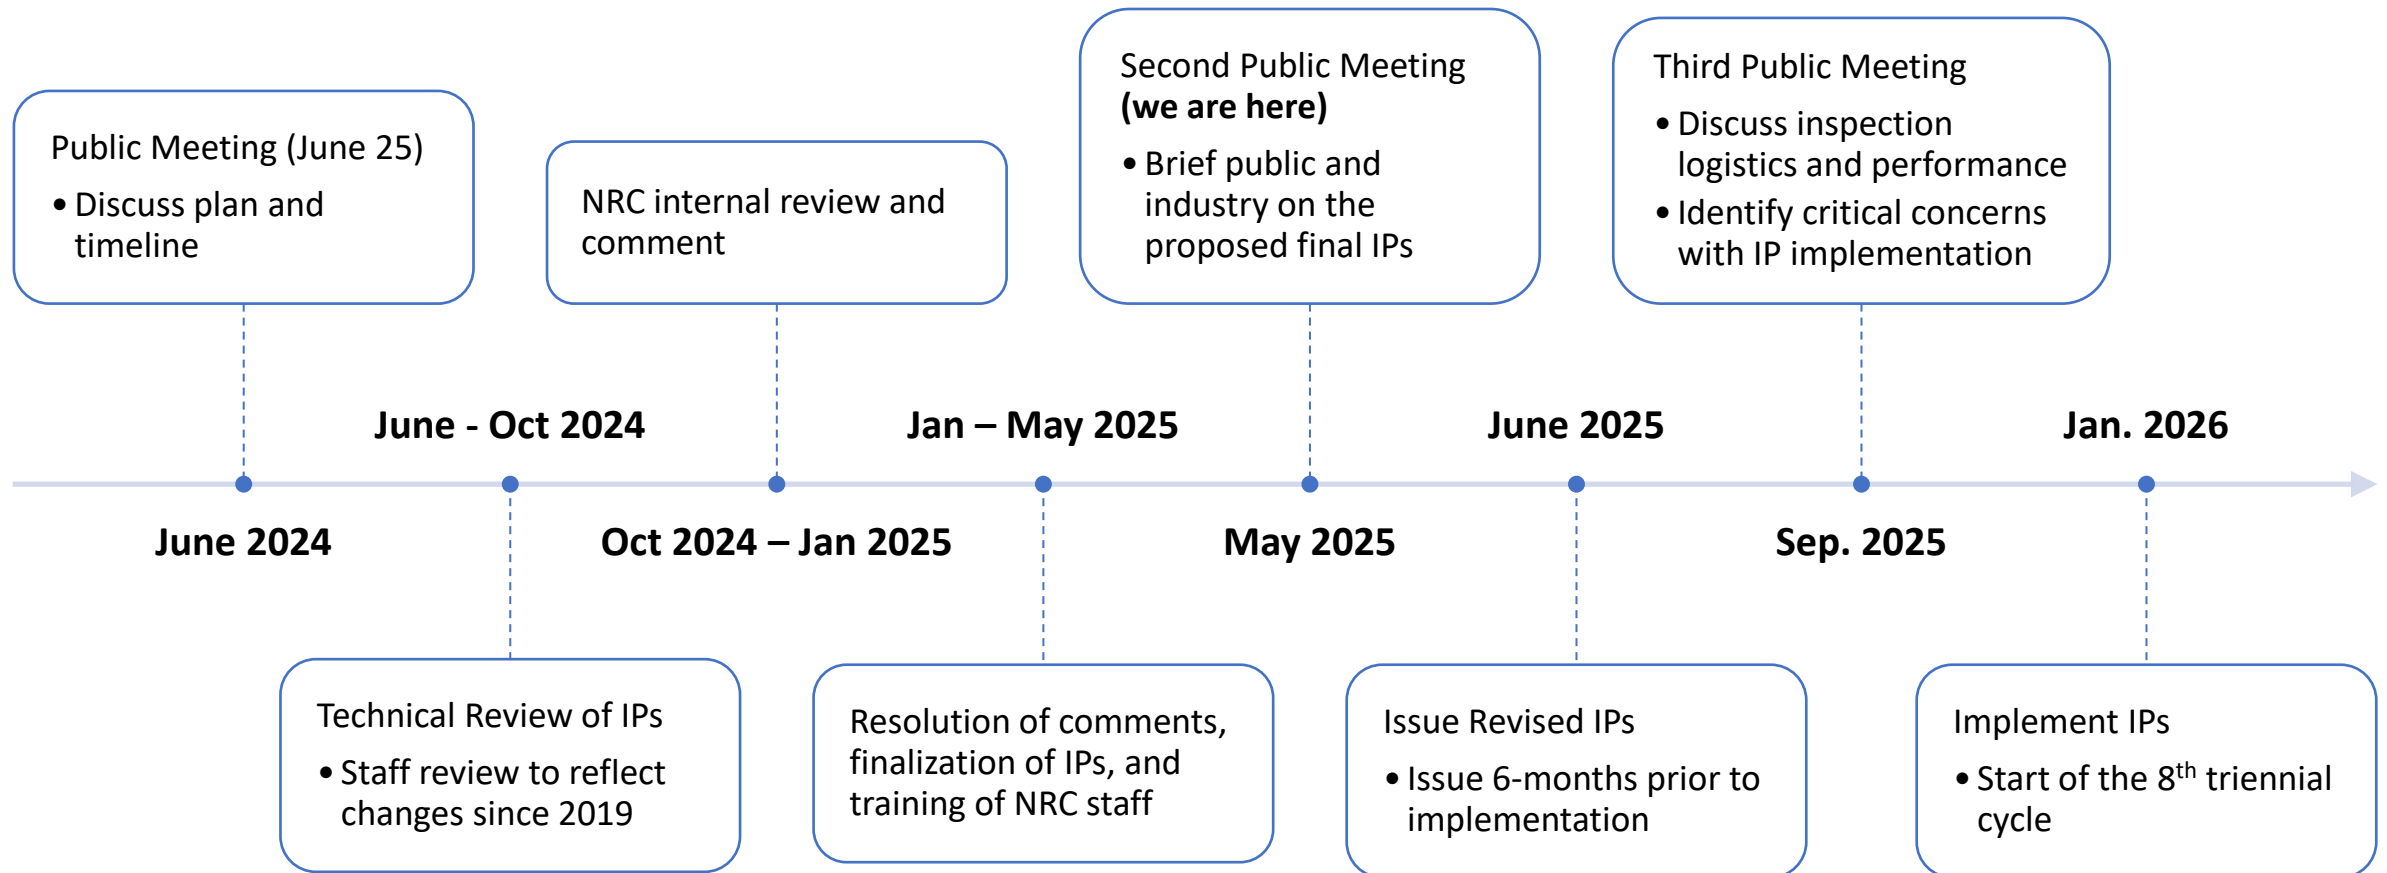 Public Meeting (June 25)
• Discuss plan and
timeline
NRC internal review and
comment
Second Public Meeting
(we are here)
• Brief public and
industry on the
proposed final IPs
Third Public Meeting
• Discuss inspection
logistics and performance
• Identify critical concerns
with IP implementation
June - Oct 2024
Jan – May 2025
June 2025
Jan. 2026
June 2024
Oct 2024 – Jan 2025
May 2025
Sep. 2025
Technical Review of IPs
• Staff review to reflect
changes since 2019
Resolution of comments,
finalization of IPs, and
training of NRC staff
Issue Revised IPs
• Issue 6-months prior to
implementation
Implement IPs
• Start of the 8th triennial
cycle